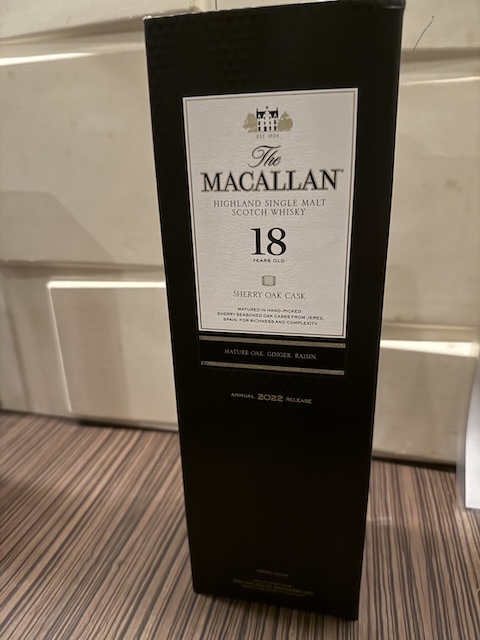 EST. 1824
The
MACALLAN
HIGHLAND SINGLE MALT
SCOTCH WHISKY
18
YEARS OLD
SHERRY OAK CASK
MATURED IN HAND-PICKED
SHERRY SEASONED OAK CASKS FROM JEREZ,
SPAIN, FOR RICHNESS AND COMPLEXITY
MATURE OAK. GINGER. RAISIN.
ANNUAL 2022 RELEASE